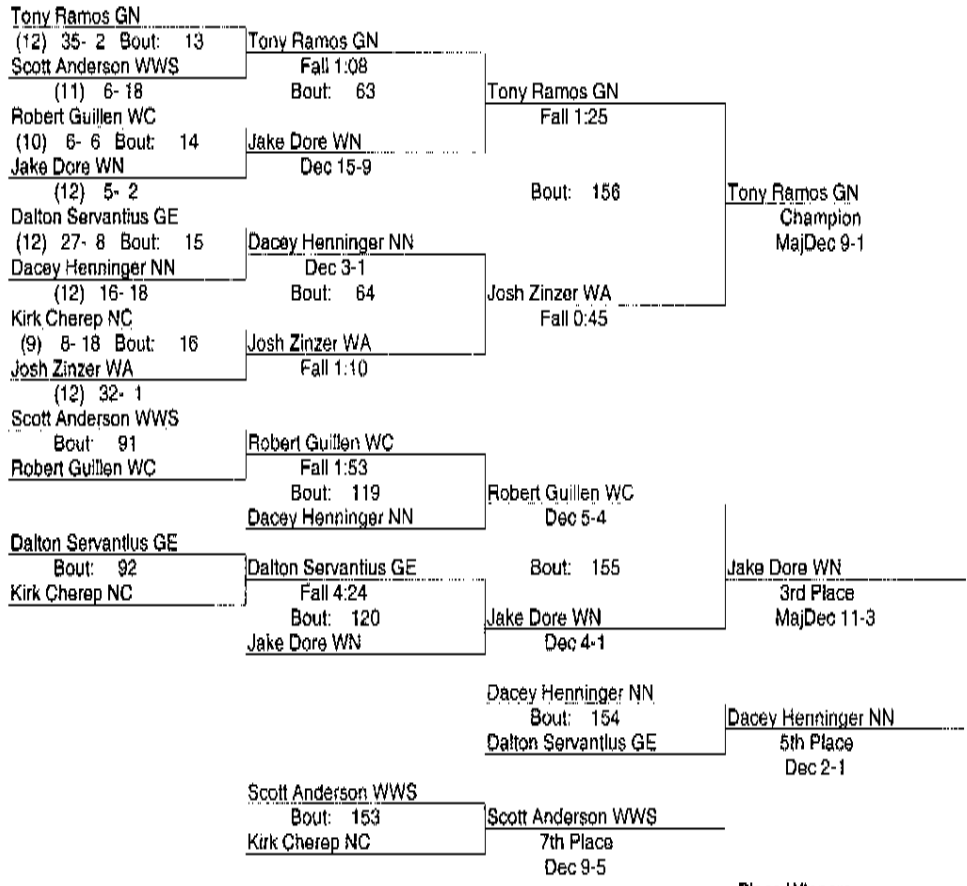 Tony Ramos GN
(12) 35- 2 Bout: 13
Scott Anderson WWS
(11) 6- 18
Robert Guillen WC
(10) 6- 6 Bout: 14
Jake Dore WN
(12) 5- 2
Dalton Servantius GE
(12) 27- 8 Bout: 15
Dacey Henninger NN
(12) 16- 18
Kirk Cherep NC
(9) 8- 18 Bout: 16
Josh Zinzer WA
(12) 32- 1
Scott Anderson WWS
Bout: 91
Robert Guillen WC
Dalton Servantius GE
Bout: 92
Kirk Cherep NC
Tony Ramos GN
Fall 1:08
Bout: 63
Jake Dore WN
Dec 15-9
Dacey Henninger NN
Dec 3-1
Bout: 64
Josh Zinzer WA
Fall 1:10
Robert Guillen WC
Fall 1:53
Bout: 119
Dacey Henninger NN
Dalton Servantius GE
Fall 4:24
Bout: 120
Jake Dore WN
Scott Anderson WWS
Bout: 153
Kirk Cherep NC
Tony Ramos GN
Fall 1:25
Bout: 156
Josh Zinzer WA
Fall 0:45
Robert Guillen WC
Dec 5-4
Bout: 155
Jake Dore WN
Dec 4-1
Dacey Henninger NN
Bout: 154
Dalton Servantius GE
Scott Anderson WWS
7th Place
Dec 9-5
Tony Ramos GN
Champion
MajDec 9-1
Jake Dore WN
3rd Place
MajDec 11-3
Dacey Henninger NN
5th Place
Dec 2-1